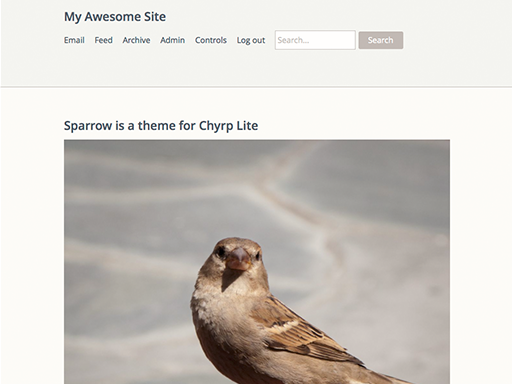 My Awesome Site
Email Feed Archive Admin Controls Log out Search... Search
Sparrow is a theme for Chyrp Lite